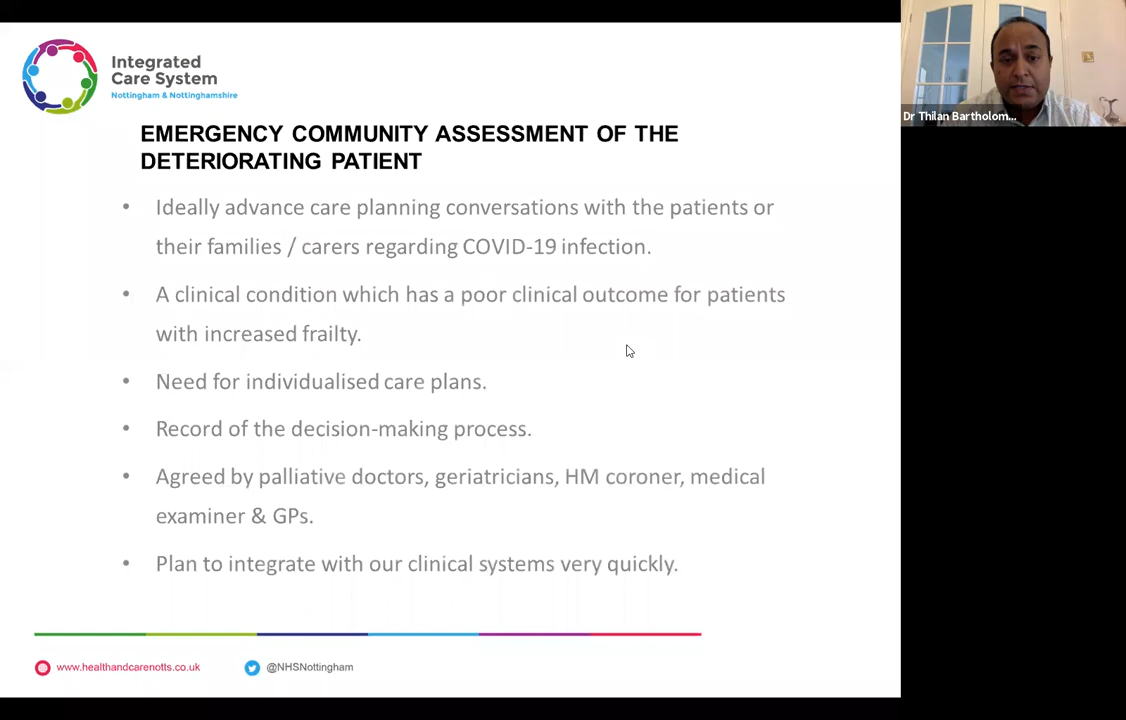 Integrated
Care System
Nottingham & Nottinghamshire
Dr Thilan Bartholom...
EMERGENCY COMMUNITY ASSESSMENT OF THE
DETERIORATING PATIENT
• Ideally advance care planning conversations with the patients or
their families / carers regarding COVID-19 infection.
• A clinical condition which has a poor clinical outcome for patients
with increased frailty.
• Need for individualised care plans.
• Record of the decision-making process.
• Agreed by palliative doctors, geriatricians, HM coroner, medical
examiner & GPs.
• Plan to integrate with our clinical systems very quickly.
www.healthandcarenotts.co.uk
@NHSNottingham